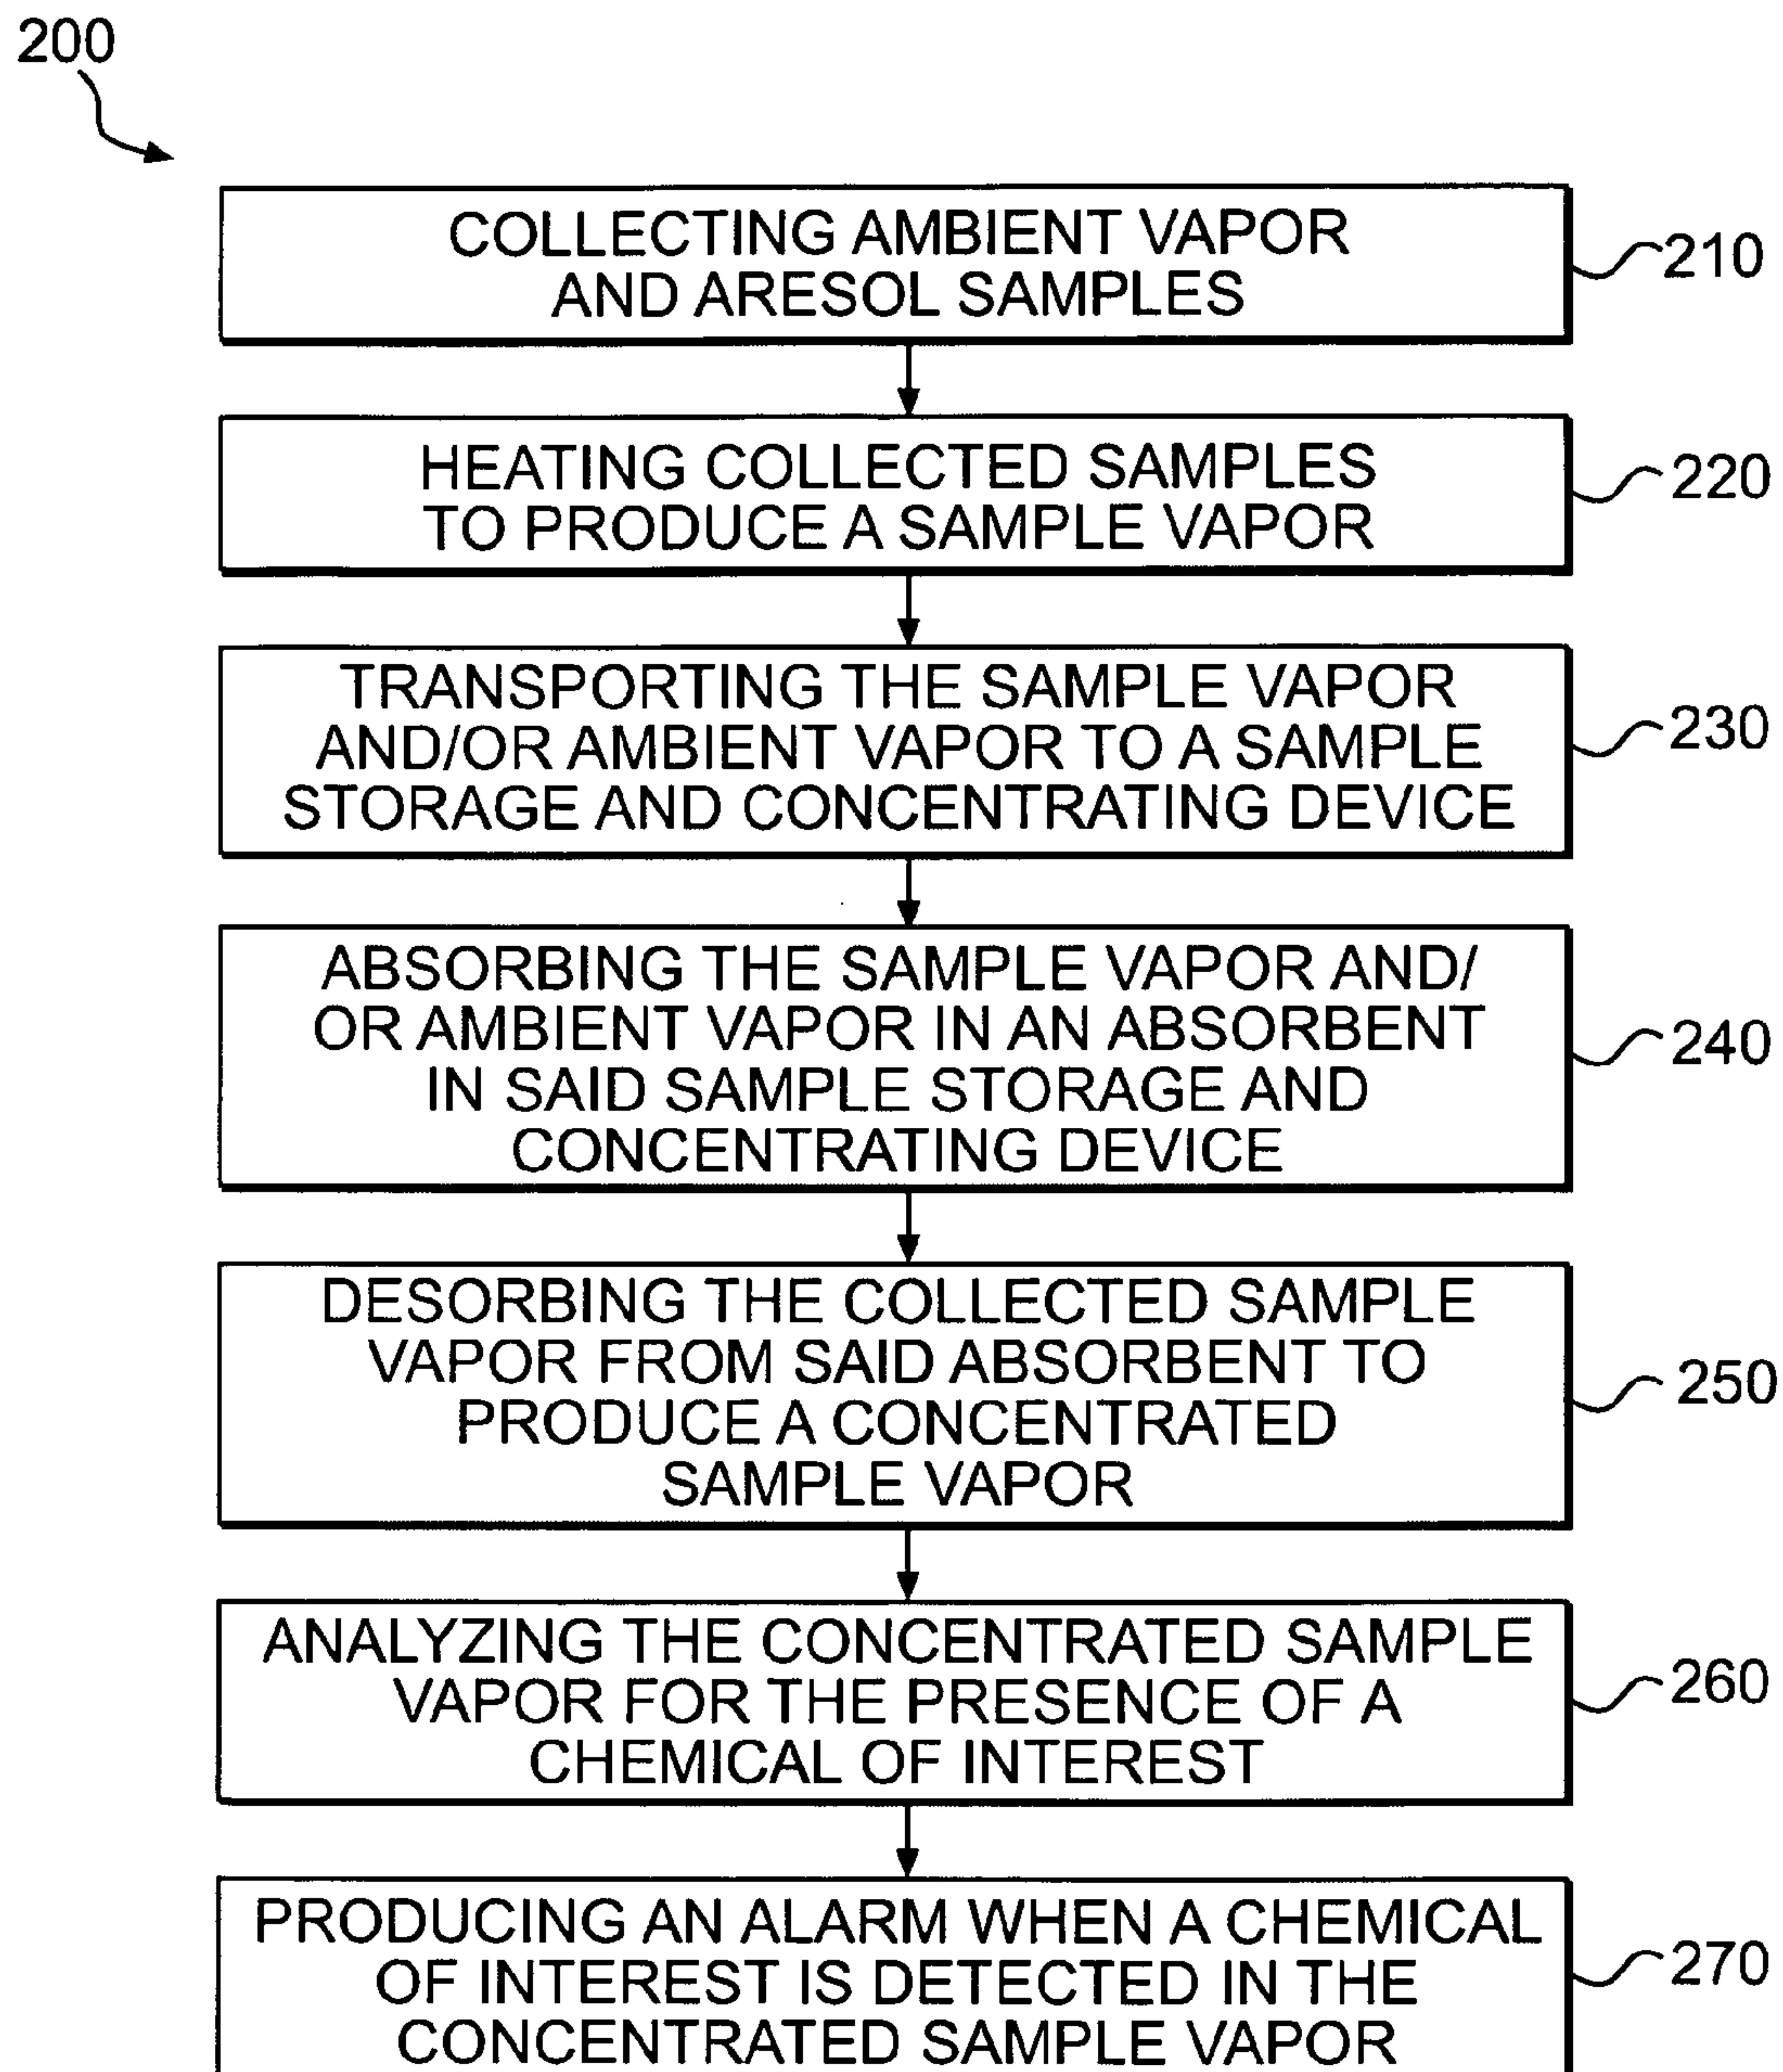 200
COLLECTING AMBIENT VAPOR
AND ARESOL SAMPLES
210
HEATING COLLECTED SAMPLES
TO PRODUCE A SAMPLE VAPOR
220
TRANSPORTING THE SAMPLE VAPOR
AND/OR AMBIENT VAPOR TO A SAMPLE
STORAGE AND CONCENTRATING DEVICE
230
ABSORBING THE SAMPLE VAPOR AND/
OR AMBIENT VAPOR IN AN ABSORBENT
IN SAID SAMPLE STORAGE AND
CONCENTRATING DEVICE
240
DESORBING THE COLLECTED SAMPLE
VAPOR FROM SAID ABSORBENT TO
PRODUCE A CONCENTRATED
SAMPLE VAPOR
250
ANALYZING THE CONCENTRATED SAMPLE
VAPOR FOR THE PRESENCE OF A
CHEMICAL OF INTEREST
260
PRODUCING AN ALARM WHEN A CHEMICAL
OF INTEREST IS DETECTED IN THE
CONCENTRATED SAMPLE VAPOR
270